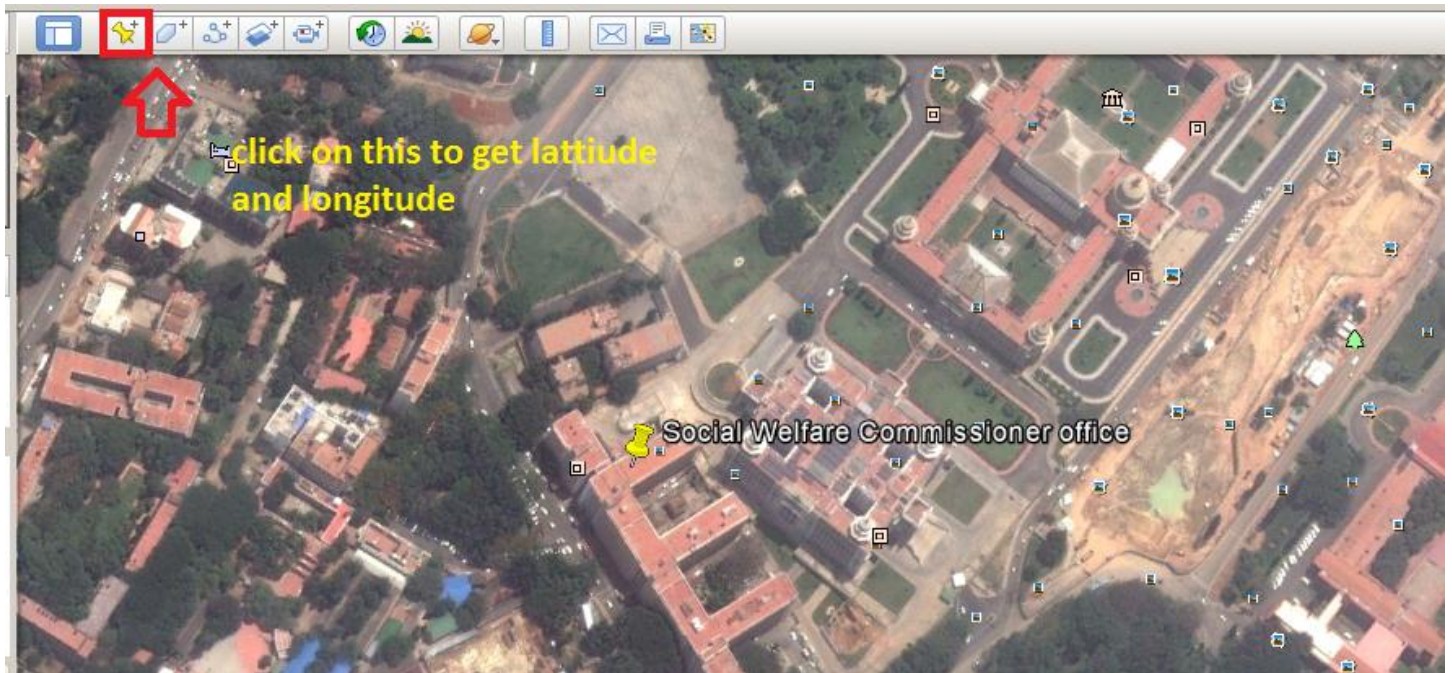 click on this to get lattiude
and longitude
Social Welfare Commissioner office